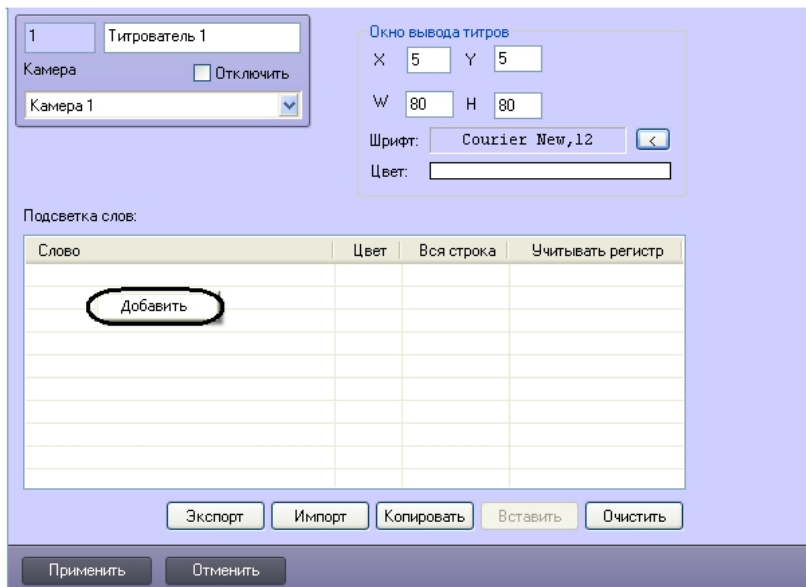 1 Титрователь 1
Камера Отключить
Камера 1
Окно вывода титров
X 5 Y 5
W 80 H 80
Шрифт: Courier New,12 <
Цвет:
Подсветка слов:
Слово Цвет Вся строка Учитывать регистр
Добавить
Экспорт Импорт Копировать Вставить Очистить
Применить Отменить